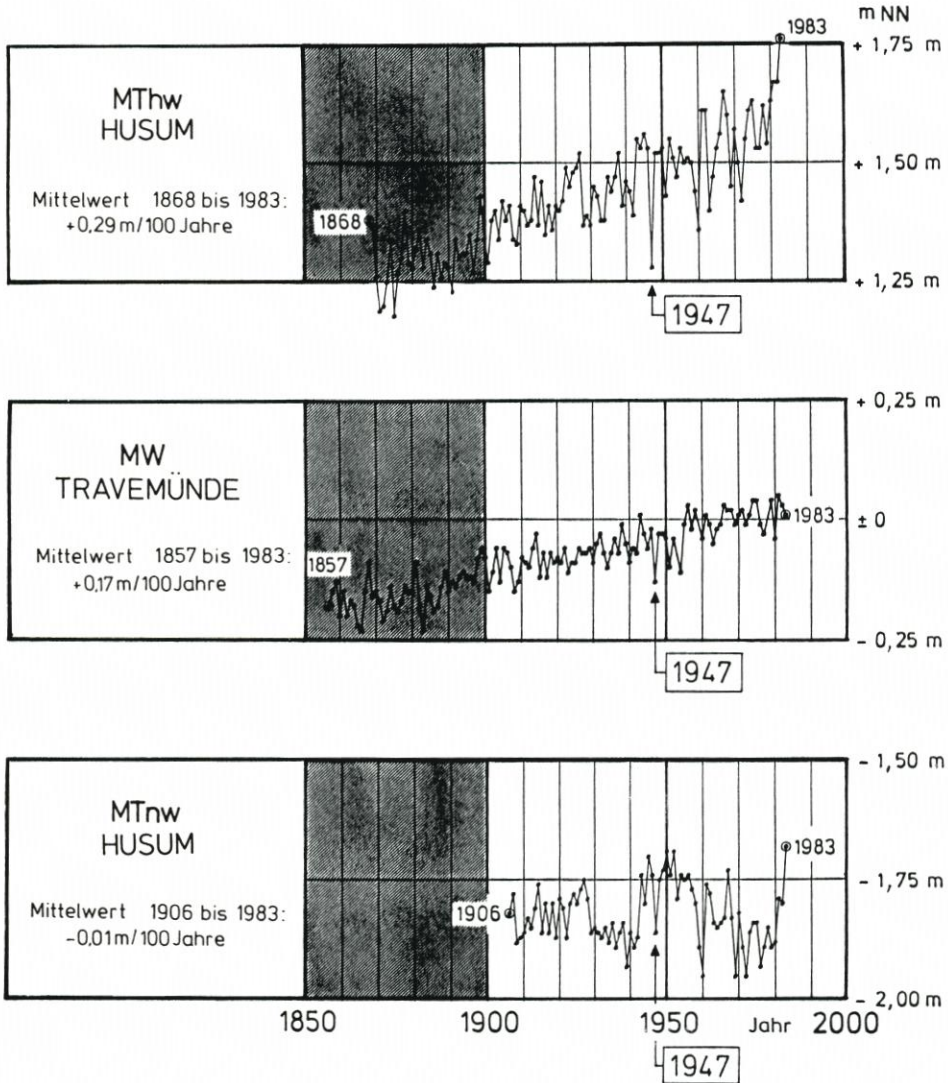 m NN
1983
+ 1,75 m
MThw
HUSUM
+ 1,50 m
Mittelwert 1868 bis 1983:
+0,29 m/100 Jahre
1868
+ 1,25 m
1947
+ 0,25 m
MW
TRAVEMÜNDE
± 0
1983
Mittelwert 1857 bis 1983:
+0,17 m/100 Jahre
1857
- 0,25 m
1947
- 1,50 m
MTnw
HUSUM
1983
- 1,75 m
Mittelwert 1906 bis 1983:
-0,01 m/100 Jahre
1906
- 2,00 m
1850 1900 1950 Jahr 2000
1947